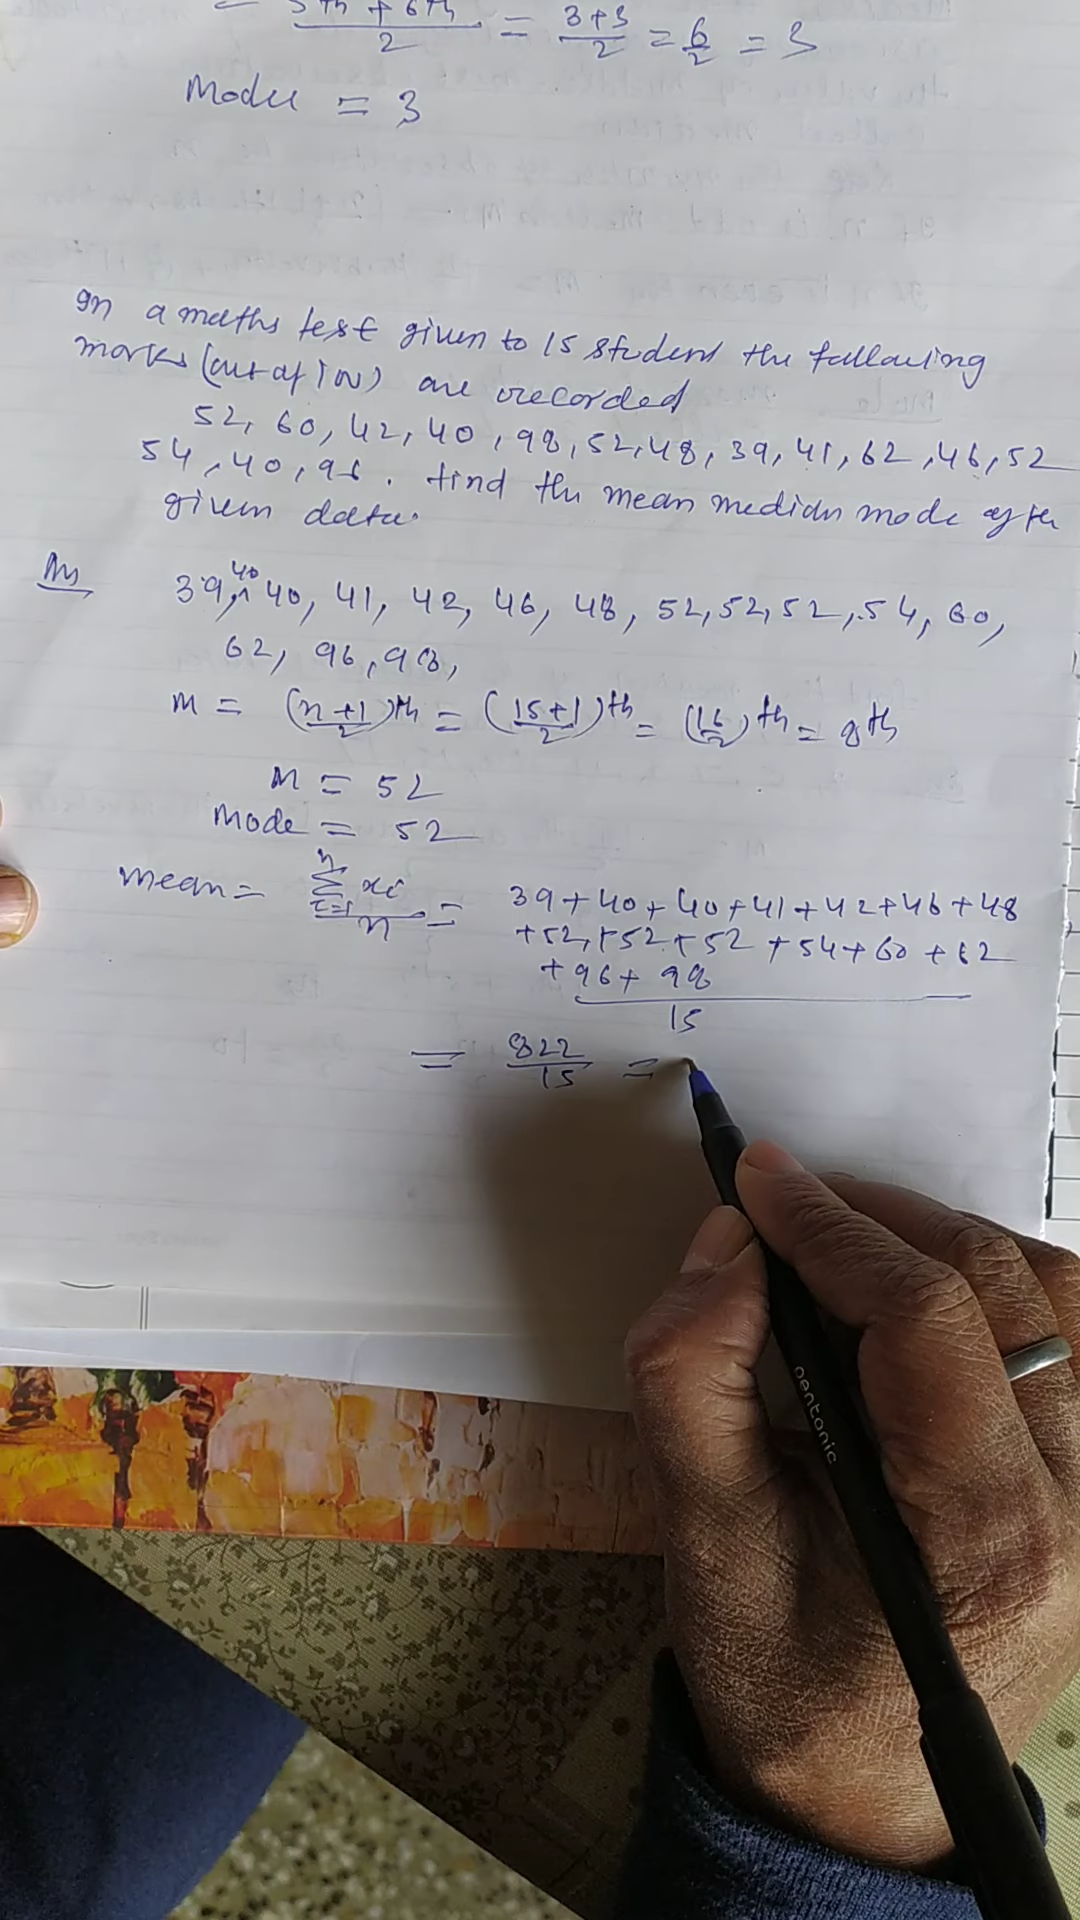 = 5th + 6th / 2 = 3+3 / 2 = 6/2 = 3
Mode = 3
In a maths test given to 15 student the following
marks (out of 100) are recorded
52, 60, 42, 40, 98, 52, 48, 39, 41, 62, 46, 52
54, 40, 96. find the mean median mode of the
given data.
Ans 39, 40, 40, 41, 42, 46, 48, 52, 52, 52, 54, 60,
62, 96, 98,
M = (n+1 / 2)th = (15+1 / 2)th = (16/2)th = 8th
M = 52
Mode = 52
mean = n Σ i=1 xi / n = 39+40+40+41+42+46+48
+52+52+52+54+60+62
+96+98
15
= 822/15 =
pentonic